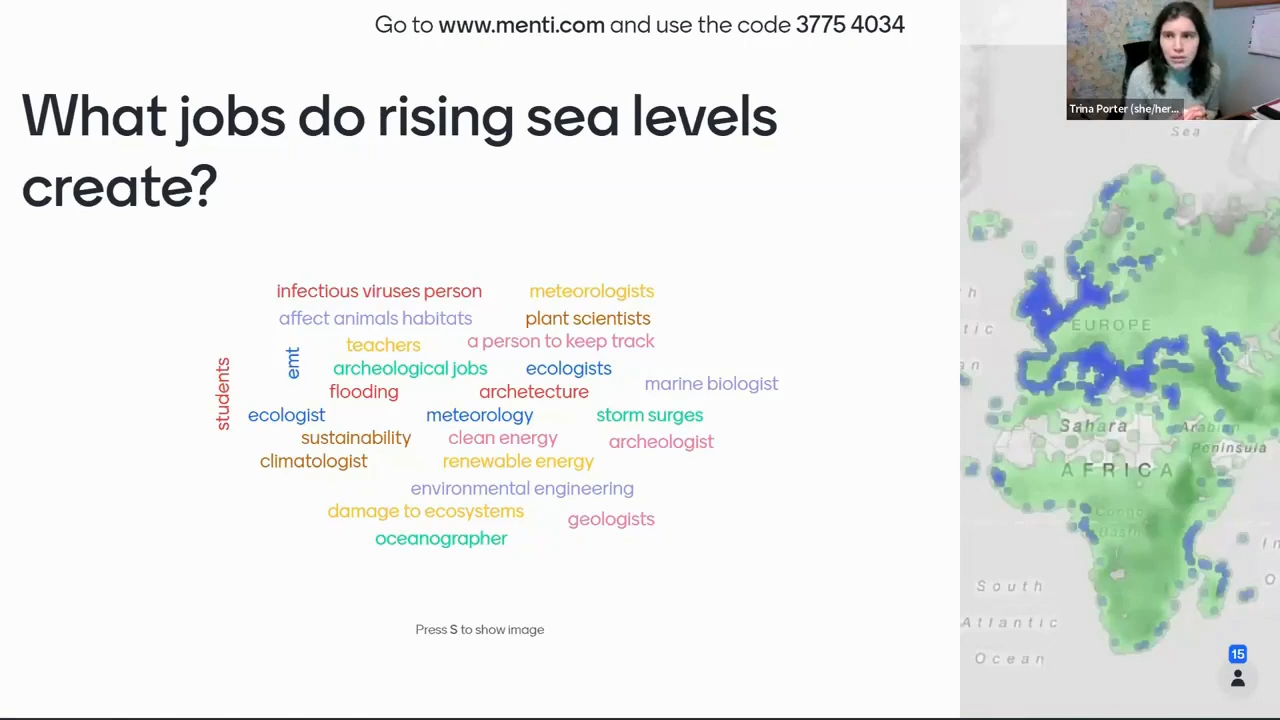 Go to www.menti.com and use the code 3775 4034
What jobs do rising sea levels
create?
infectious viruses person
meteorologists
affect animals habitats
plant scientists
teachers
a person to keep track
emt
archeological jobs
ecologists
students
flooding
archetecture
marine biologist
ecologist
meteorology
storm surges
sustainability
clean energy
archeologist
climatologist
renewable energy
environmental engineering
damage to ecosystems
geologists
oceanographer
Press S to show image
Trina Porter (she/her...
Sea
EUROPE
Sahara
Arabian
Peninsula
AFRICA
Congo
Basin
South
Atlantic
Ocean
15